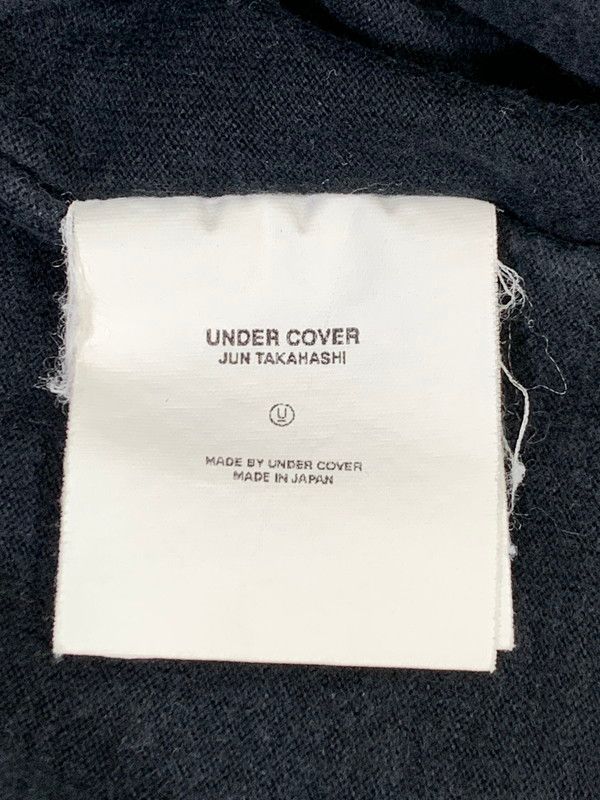 UNDER COVER
JUN TAKAHASHI
U
MADE BY UNDER COVER
MADE IN JAPAN